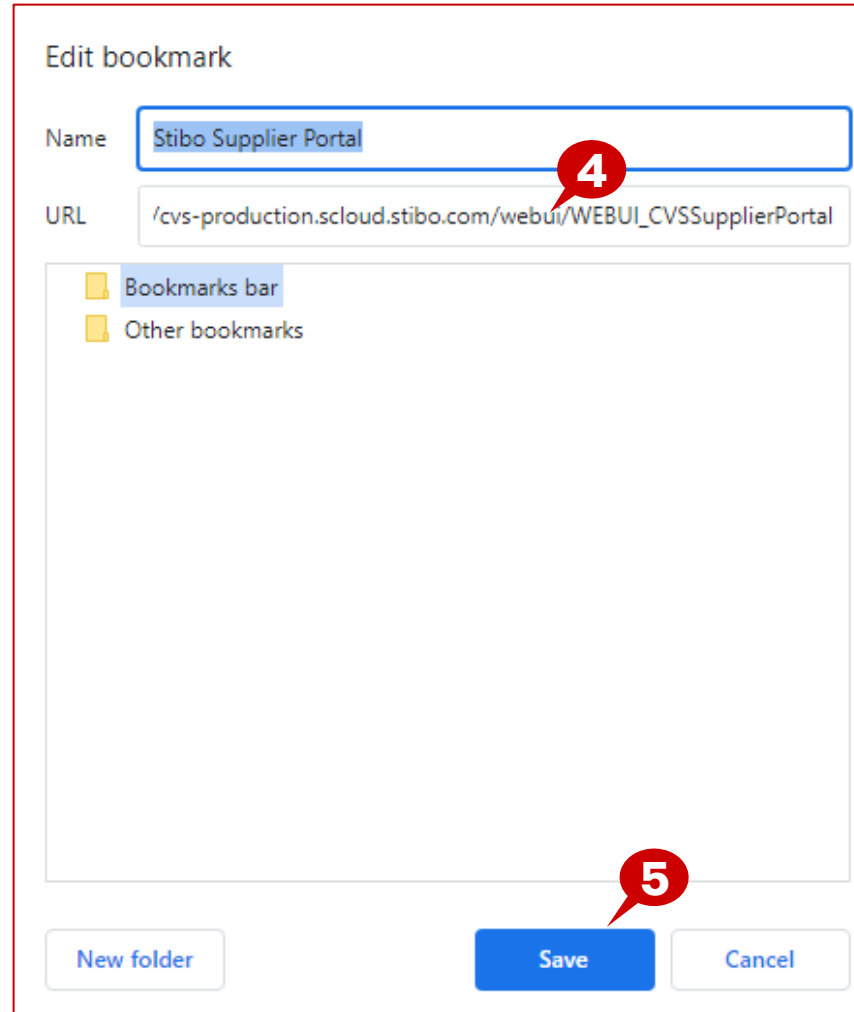 Edit bookmark
Name Stibo Supplier Portal
4
URL /cvs-production.scloud.stibo.com/webui/WEBUI_CVSSupplierPortal
Bookmarks bar
Other bookmarks
5
New folder Save Cancel